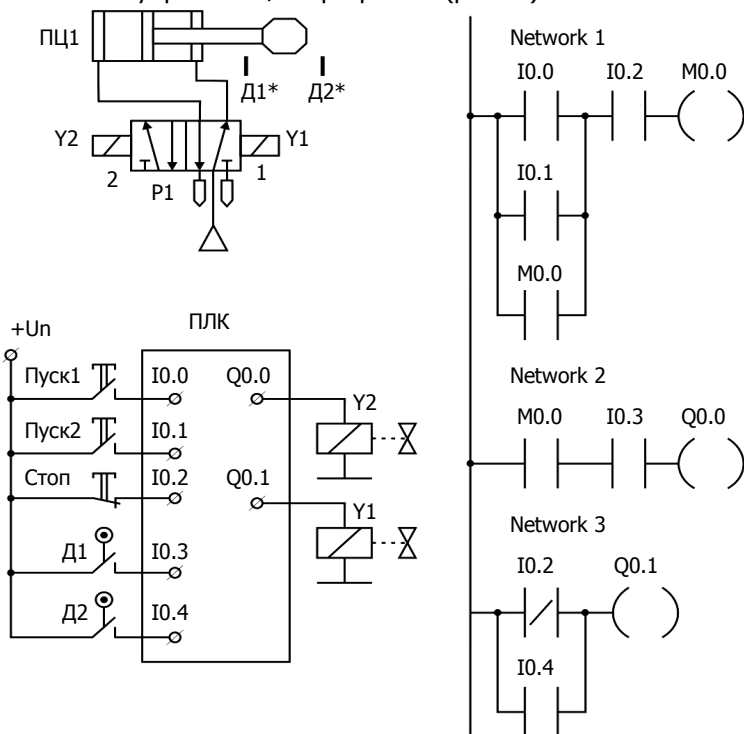 ПЦ1
Д1*
Д2*
Y2
Y1
2
P1
1
+Un
ПЛК
Пуск1
I0.0
Q0.0
Y2
Пуск2
I0.1
Стоп
I0.2
Q0.1
Y1
Д1
I0.3
Д2
I0.4
Network 1
I0.0
I0.2
M0.0
I0.1
M0.0
Network 2
M0.0
I0.3
Q0.0
Network 3
I0.2
Q0.1
I0.4